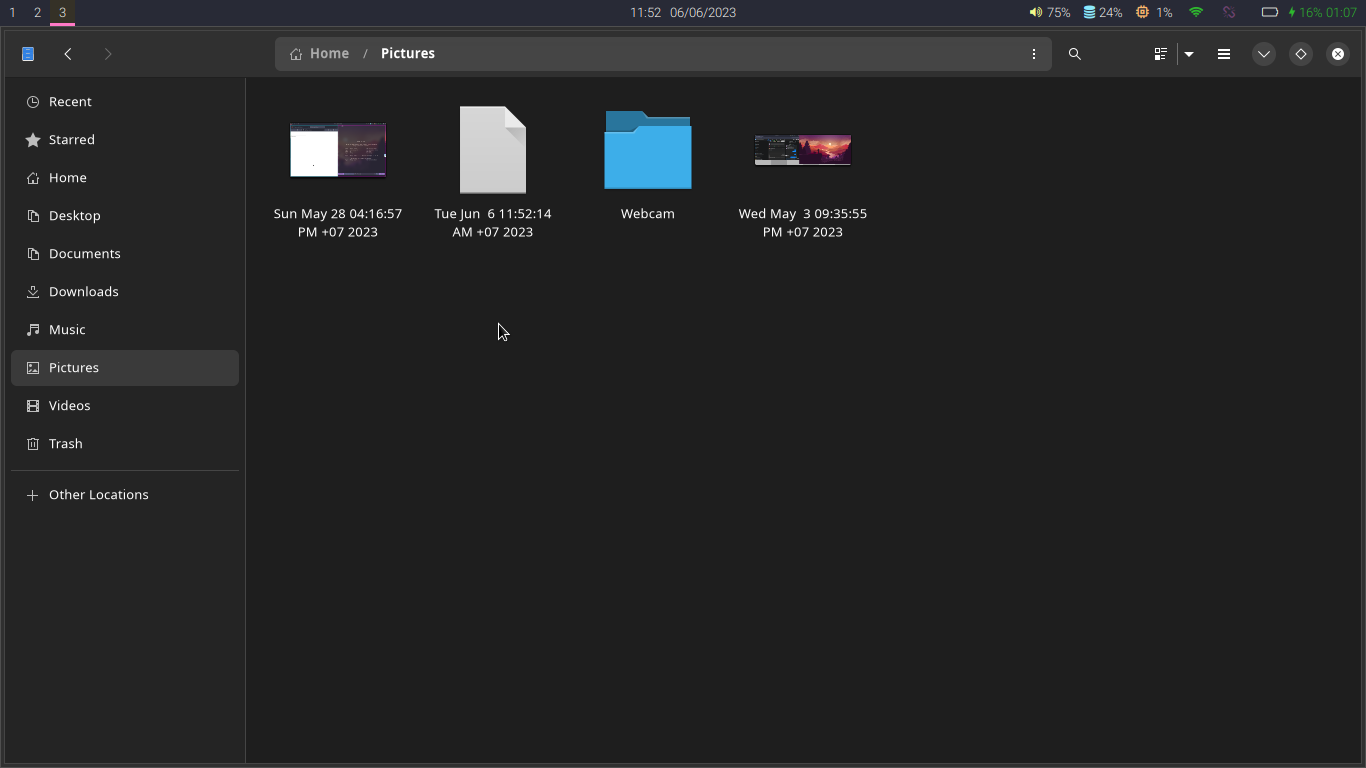 1 2 3 11:52 06/06/2023 75% 24% 1% 16% 01:07
Home / Pictures
Recent
Starred
Home
Desktop
Documents
Downloads
Music
Pictures
Videos
Trash
Other Locations
Sun May 28 04:16:57
PM +07 2023
Tue Jun  6 11:52:14
AM +07 2023
Webcam
Wed May  3 09:35:55
PM +07 2023